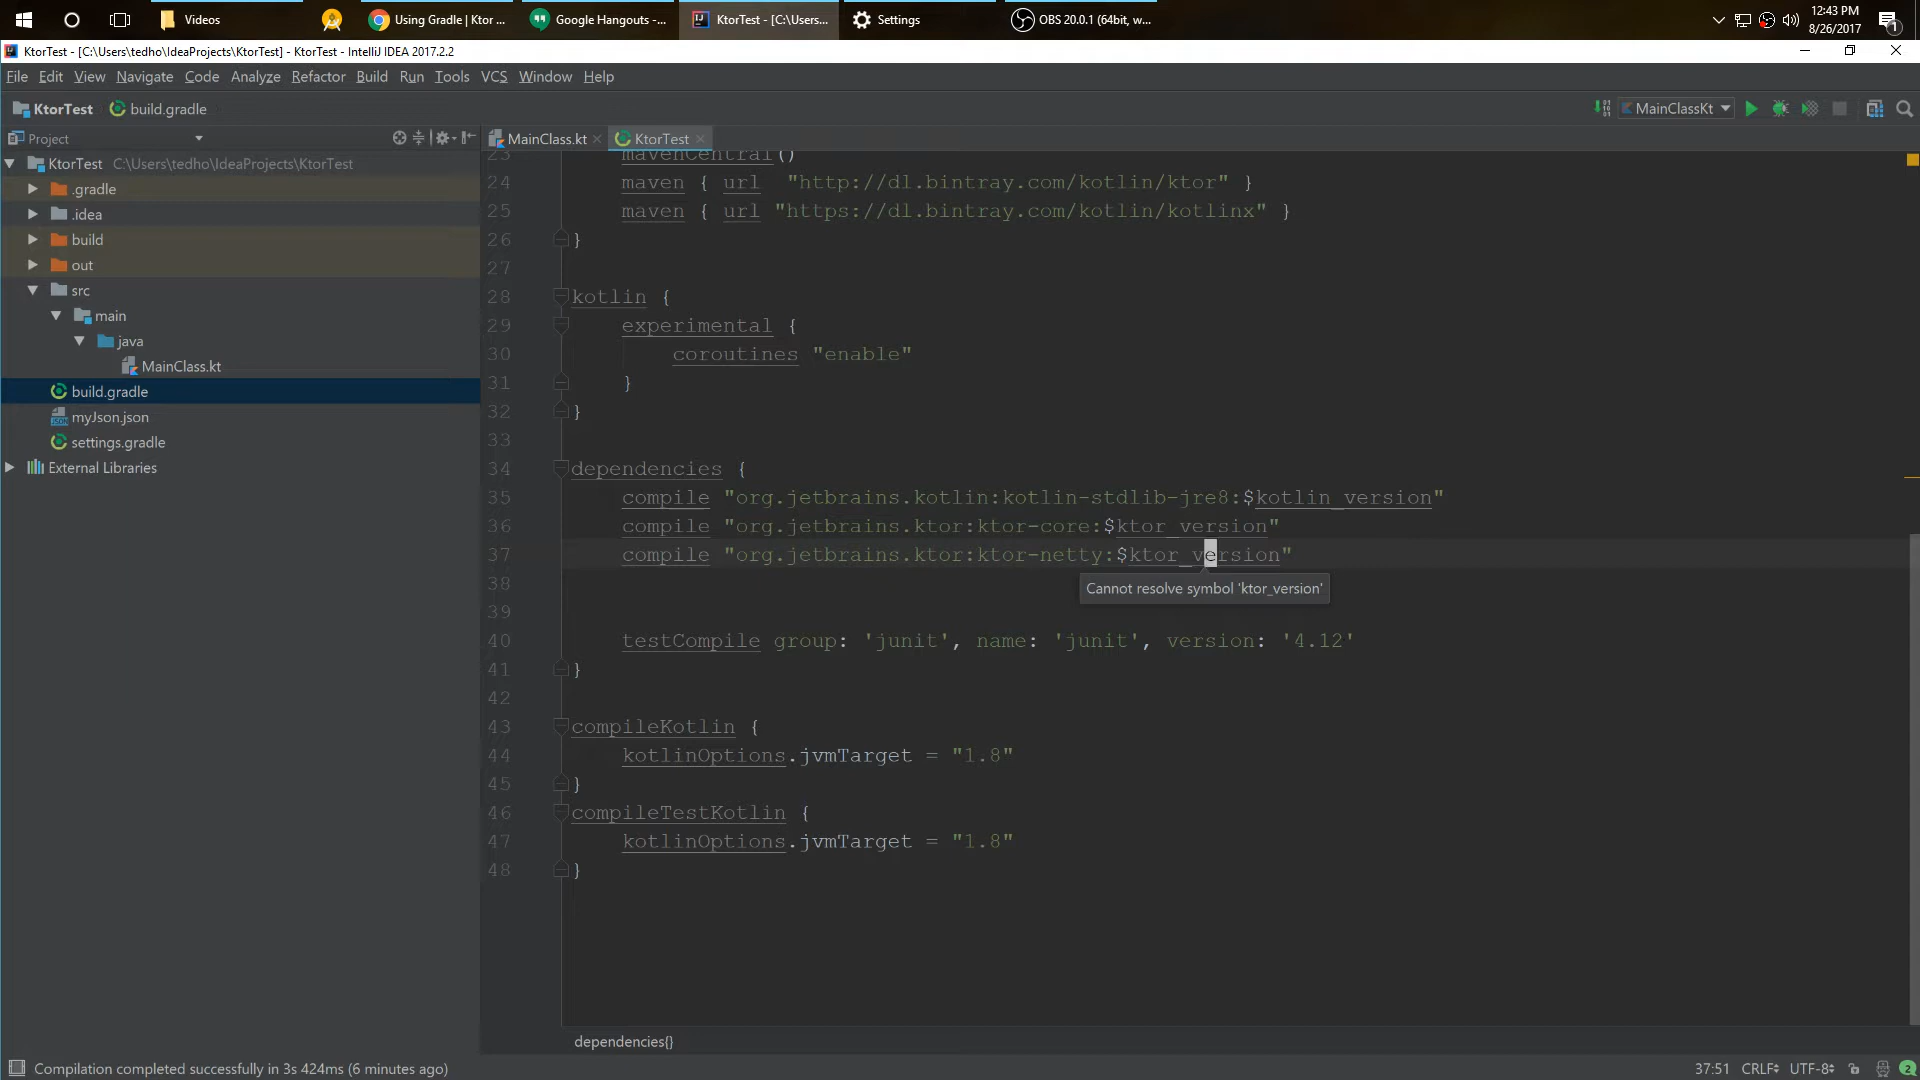 Videos
Using Gradle | Ktor ...
Google Hangouts -...
KtorTest - [C:\Users...
Settings
OBS 20.0.1 (64bit, w...
12:43 PM
8/26/2017
1
KtorTest - [C:\Users\tedho\IdeaProjects\KtorTest] - KtorTest - IntelliJ IDEA 2017.2.2
File Edit View Navigate Code Analyze Refactor Build Run Tools VCS Window Help
KtorTest build.gradle
MainClassKt
Project
MainClass.kt
KtorTest
KtorTest C:\Users\tedho\IdeaProjects\KtorTest
.gradle
.idea
build
out
src
main
java
MainClass.kt
build.gradle
myJson.json
settings.gradle
External Libraries
23 mavenCentral()
24 maven { url "http://dl.bintray.com/kotlin/ktor" }
25 maven { url "https://dl.bintray.com/kotlin/kotlinx" }
26 }
27
28 kotlin {
29 experimental {
30 coroutines "enable"
31 }
32 }
33
34 dependencies {
35 compile "org.jetbrains.kotlin:kotlin-stdlib-jre8:$kotlin_version"
36 compile "org.jetbrains.ktor:ktor-core:$ktor_version"
37 compile "org.jetbrains.ktor:ktor-netty:$ktor_version"
38
Cannot resolve symbol 'ktor_version'
39
40 testCompile group: 'junit', name: 'junit', version: '4.12'
41 }
42
43 compileKotlin {
44 kotlinOptions.jvmTarget = "1.8"
45 }
46 compileTestKotlin {
47 kotlinOptions.jvmTarget = "1.8"
48 }
dependencies{}
Compilation completed successfully in 3s 424ms (6 minutes ago)
37:51 CRLF UTF-8 2